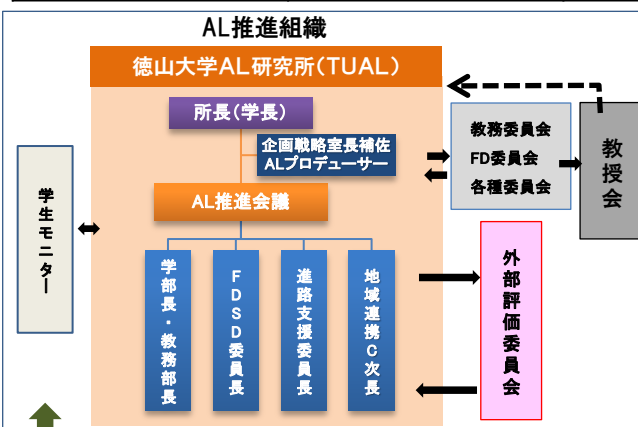 AL推進組織
徳山大学AL研究所(TUAL)
所長(学長)
企画戦略室長補佐
ALプロデューサー
AL推進会議
学部長・教務部長
FDSD委員長
進路支援委員長
地域連携C次長
学生モニター
教務委員会
FD委員会
各種委員会
教授会
外部評価委員会